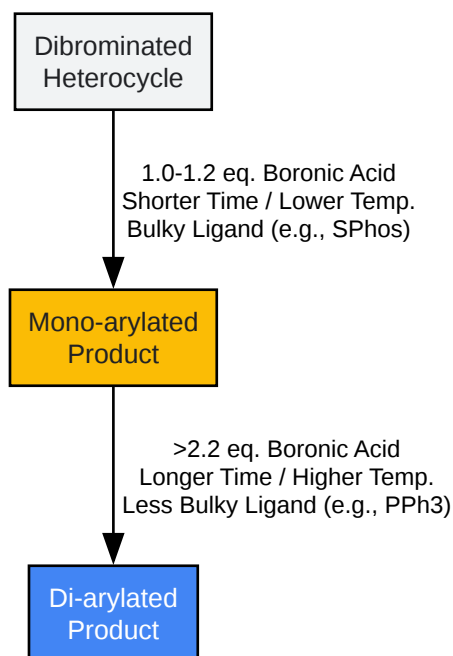 Dibrominated
Heterocycle
1.0-1.2 eq. Boronic Acid
Shorter Time / Lower Temp.
Bulky Ligand (e.g., SPhos)
Mono-arylated
Product
>2.2 eq. Boronic Acid
Longer Time / Higher Temp.
Less Bulky Ligand (e.g., PPh3)
Di-arylated
Product